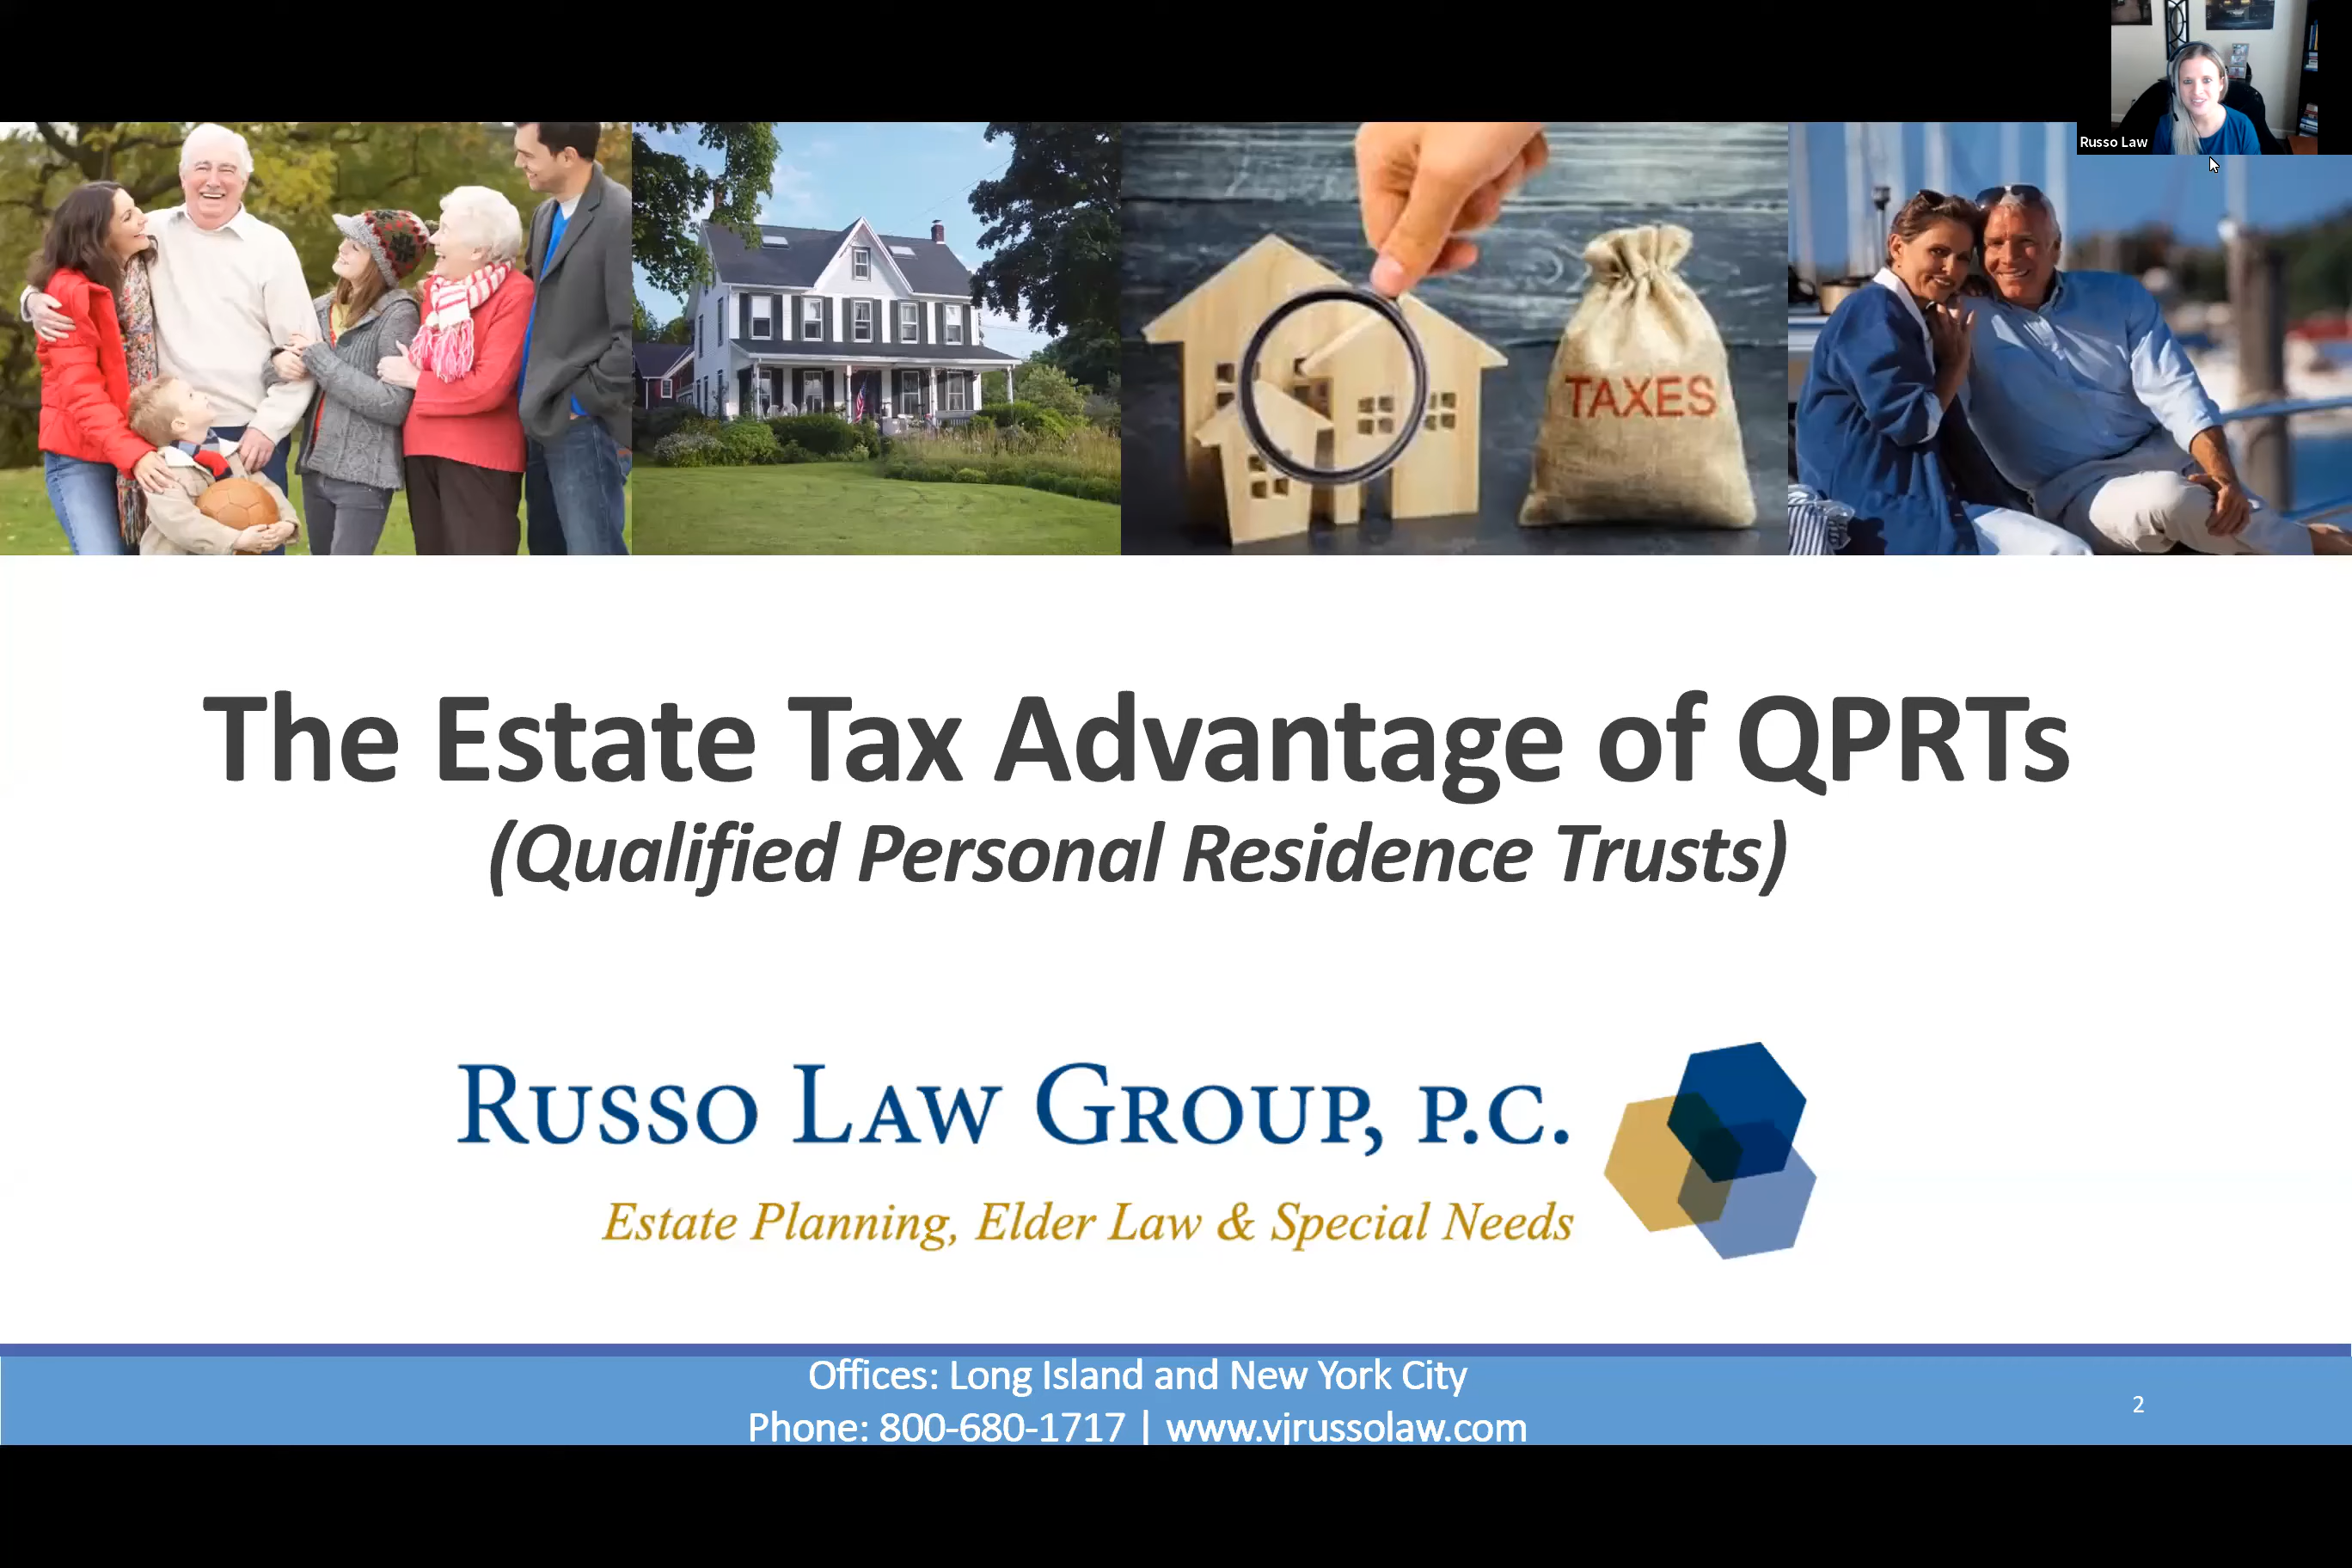 Russo Law
TAXES
The Estate Tax Advantage of QPRTs
(Qualified Personal Residence Trusts)
RUSSO LAW GROUP, P.C.
Estate Planning, Elder Law & Special Needs
Offices: Long Island and New York City
Phone: 800-680-1717 | www.vjrussolaw.com
2